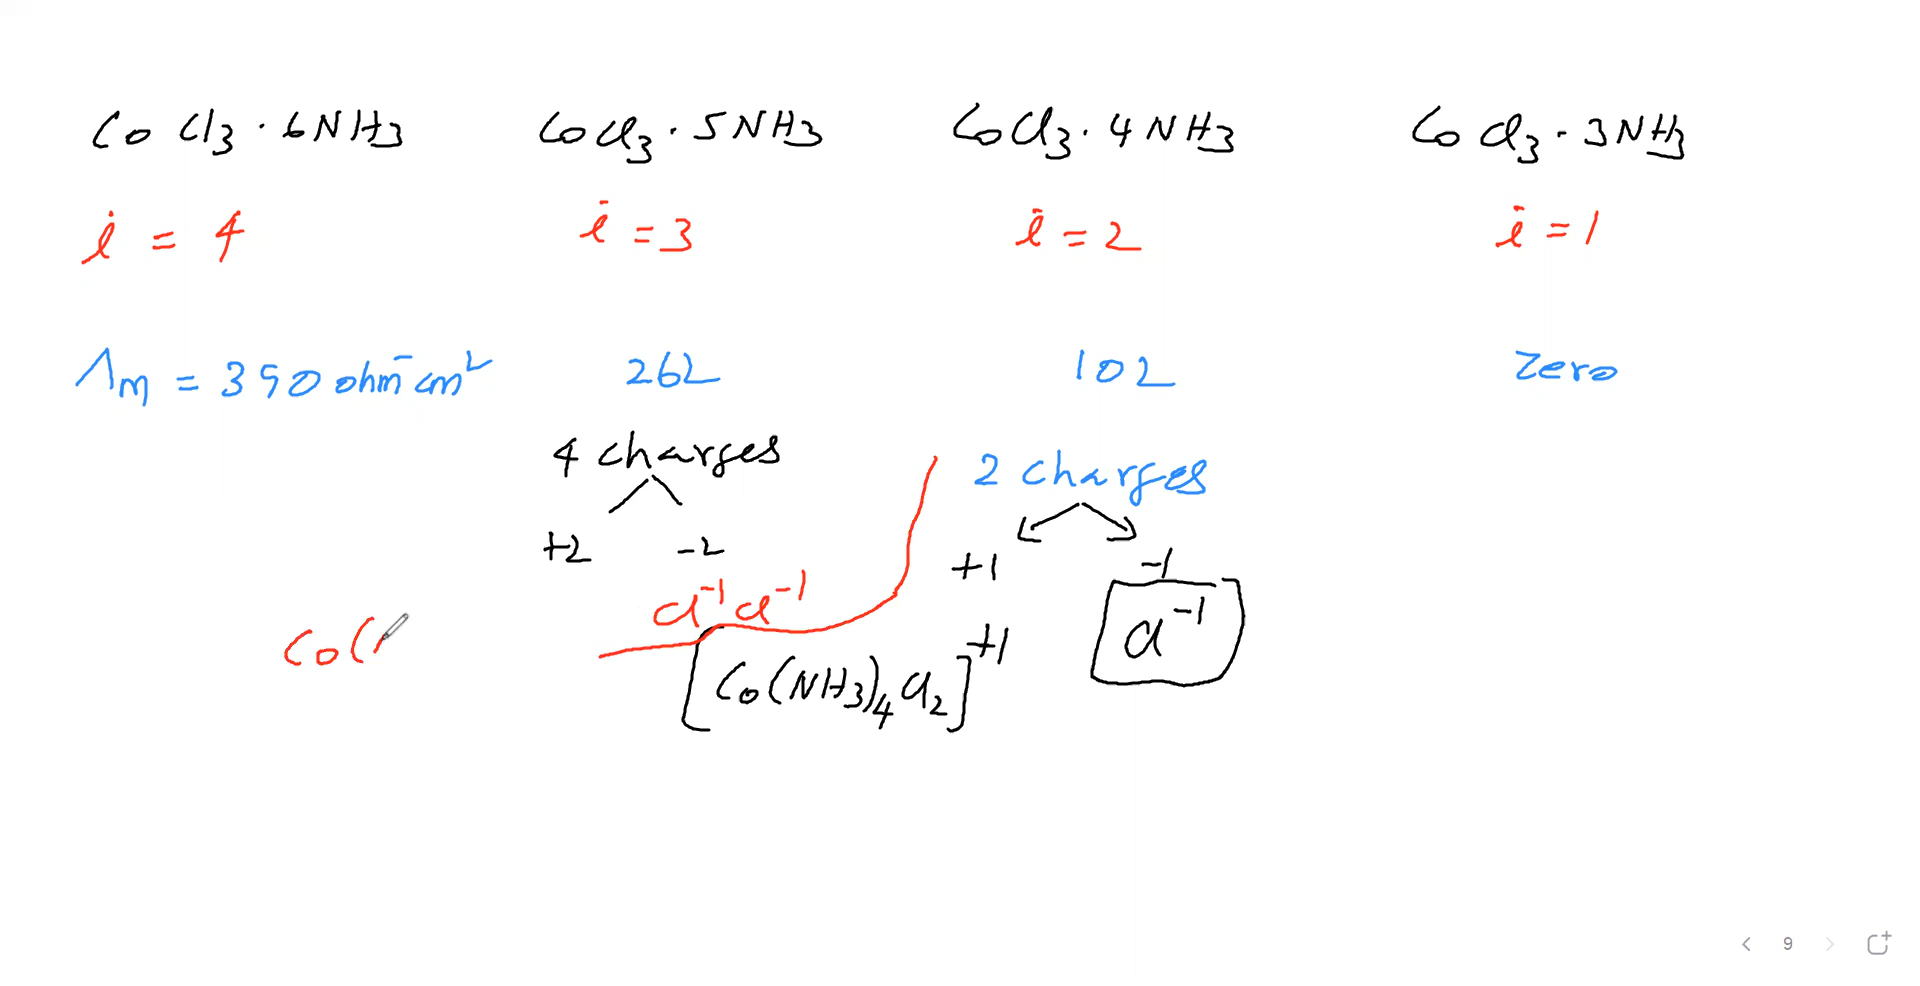 CoCl3·6NH3 CoCl3·5NH3 CoCl3·4NH3 CoCl3·3NH3
i = 4 i = 3 i = 2 i = 1
Λm = 390 ohm⁻ cm² 262 102 Zero
4 charges 2 charges
+2 -2 +1 -1
Cl⁻¹ Cl⁻¹ Cl⁻¹
Co(
[Co(NH3)4Cl2]⁺¹
9